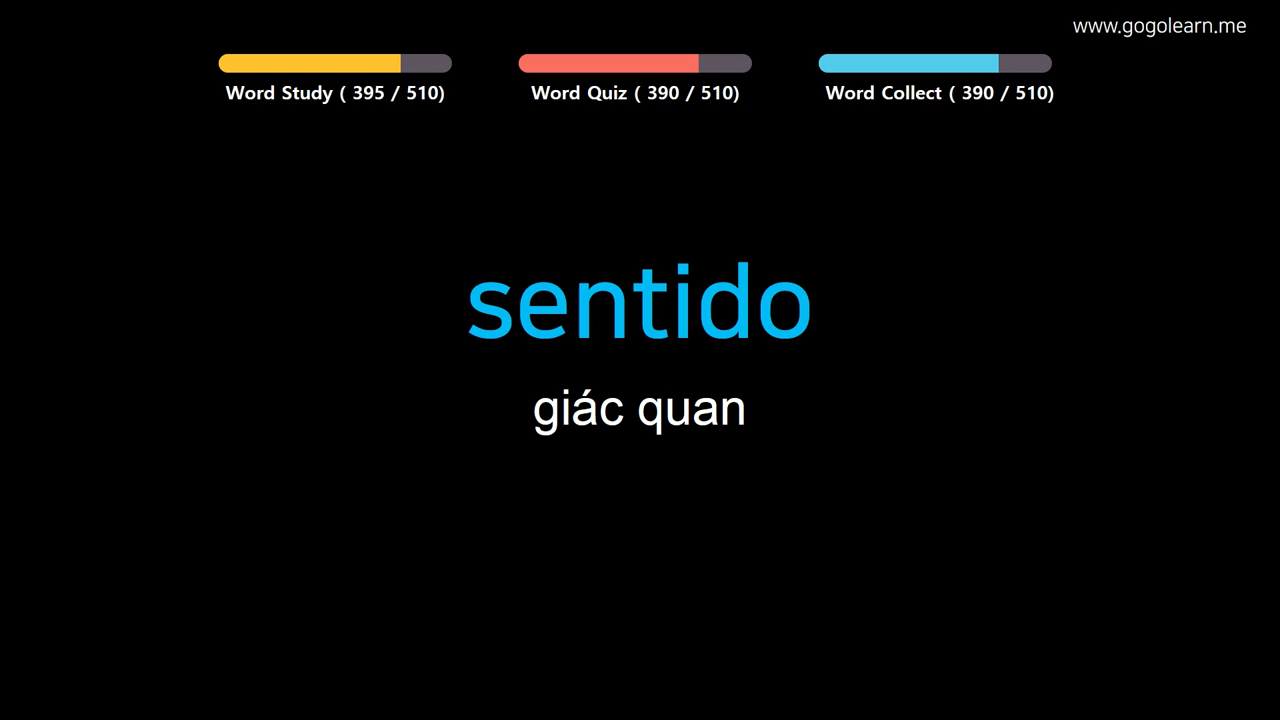 www.gogolearn.me
Word Study ( 395 / 510)
Word Quiz ( 390 / 510)
Word Collect ( 390 / 510)
sentido
giác quan